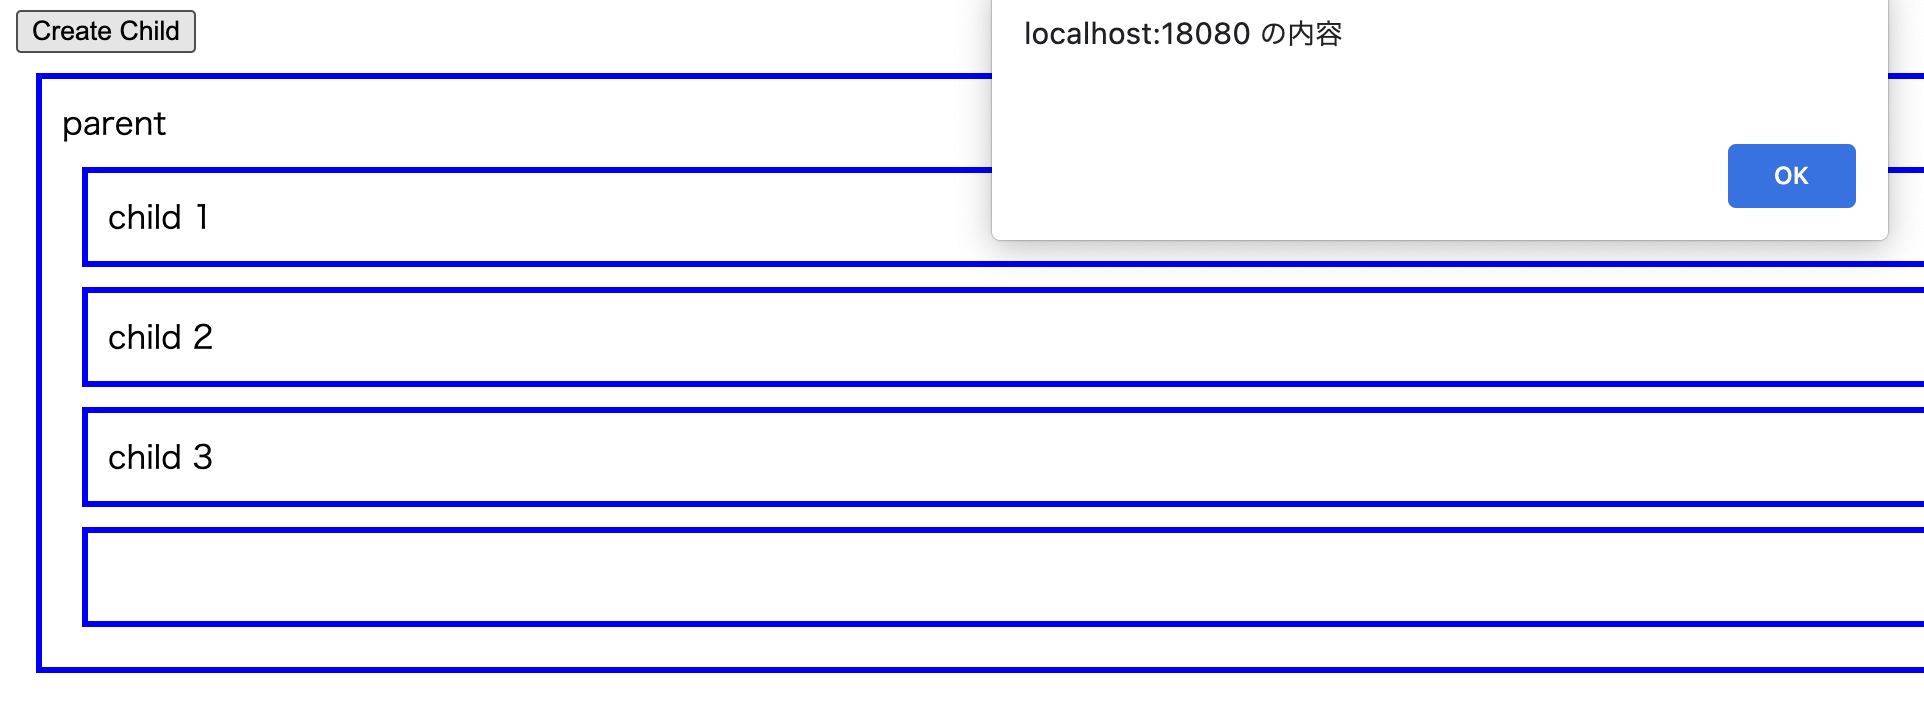 Create Child
localhost:18080 の内容
OK
parent
child 1
child 2
child 3